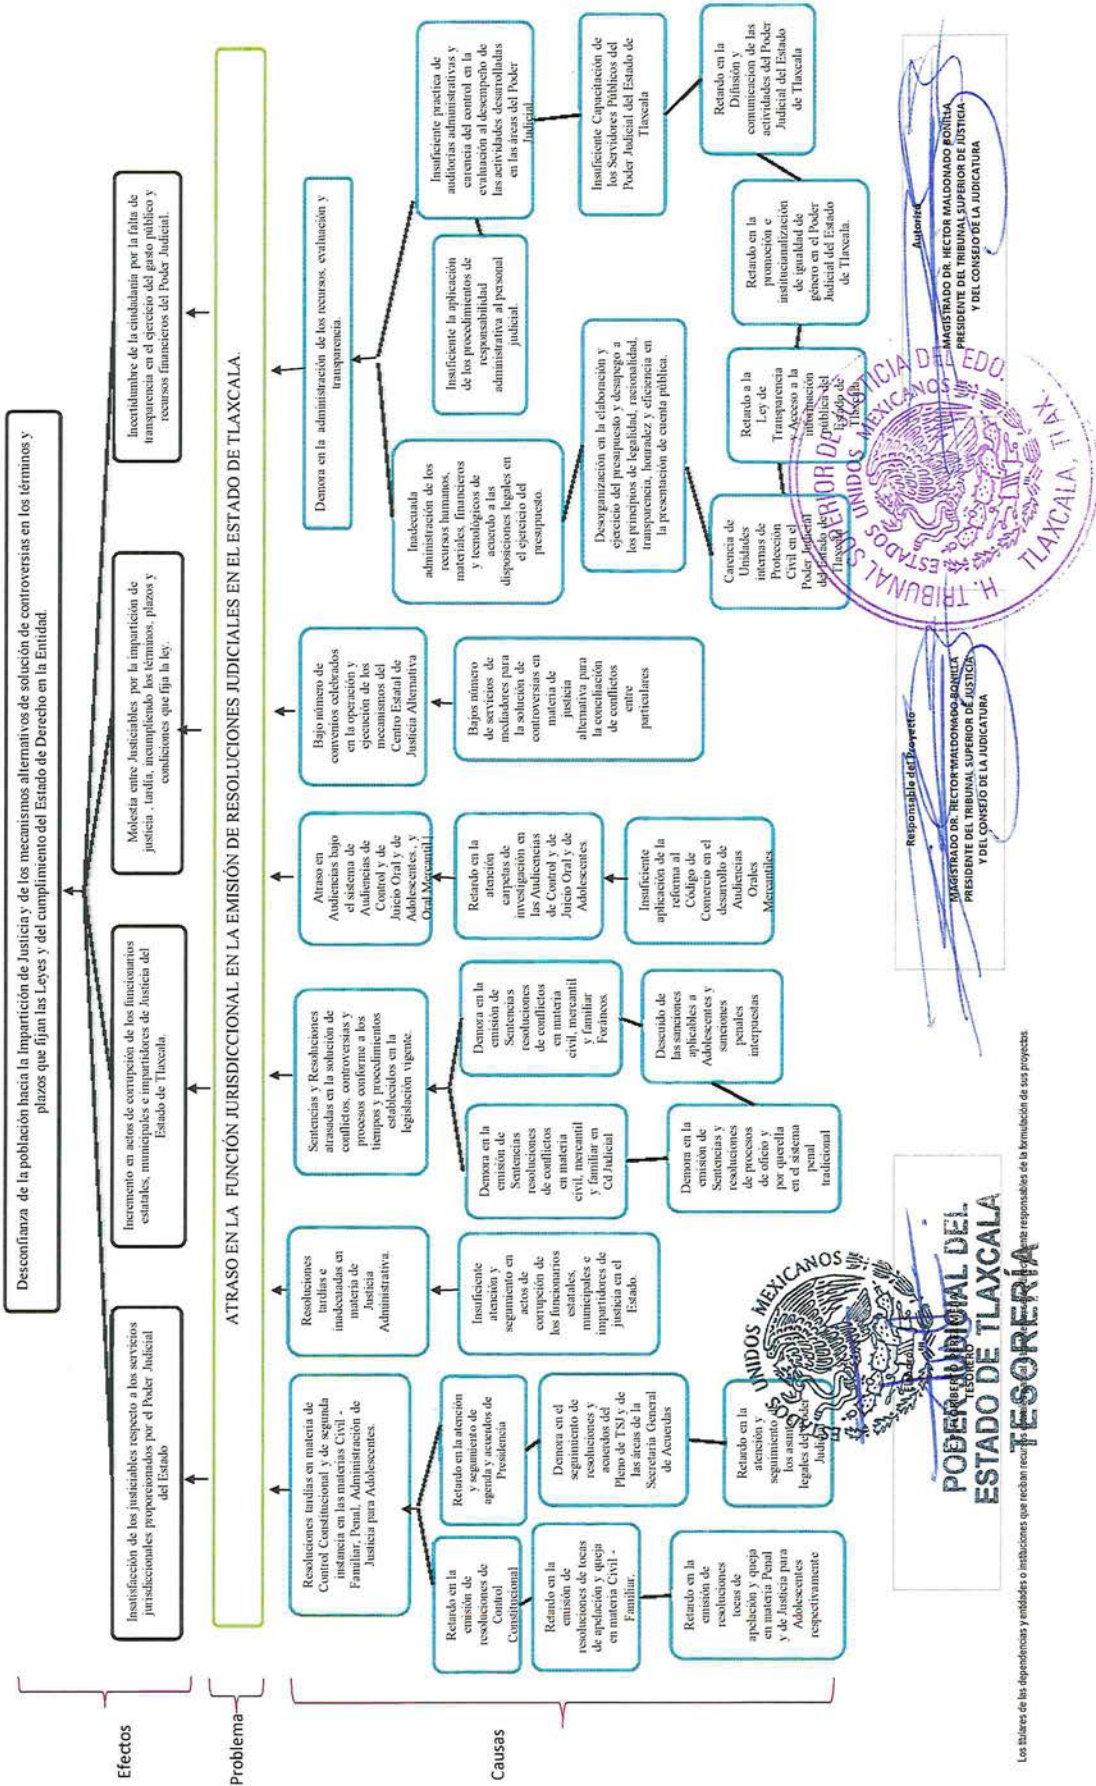 Efectos
Desconfianza de la población hacia la Impartición de Justicia y de los mecanismos alternativos de solución de controversias en los términos y
plazos que fijan las Leyes y del cumplimiento del Estado de Derecho en la Entidad.
Insatisfacción de los justiciables respecto a los servicios
jurisdiccionales proporcionados por el Poder Judicial
del Estado
Incremento en actos de corrupción de los funcionarios
estatales, municipales e impartidores de Justicia del
Estado de Tlaxcala.
Molestia entre Justiciables por la impartición de
justicia , tardía, incumpliendo los términos, plazos y
condiciones que fija la ley.
Incertidumbre de la ciudadanía por la falta de
transparencia en el ejercicio del gasto público y
recursos financieros del Poder Judicial.
Problema
ATRASO EN LA FUNCIÓN JURISDICCIONAL EN LA EMISIÓN DE RESOLUCIONES JUDICIALES EN EL ESTADO DE TLAXCALA.
Causas
Resoluciones tardías en materia de
Control Constitucional y de segunda
instancia en las materias Civil -
Familiar, Penal, Administración de
Justicia para Adolescentes.
Retardo en la
emisión de
resoluciones de
Control
Constitucional
Retardo en la
emisión de
resoluciones de tocas
de apelación y queja
en materia Civil -
Familiar.
Retardo en la
emisión de
resoluciones
tocas de
apelación y queja
en materia Penal
y de Justicia para
Adolescentes
respectivamente
Retardo en la atención
y seguimiento de
agenda y acuerdos de
Presidencia
Demora en el
seguimiento de
resoluciones y
acuerdos del
Pleno de TSJ y de
las áreas de la
Secretaría General
de Acuerdas
Retardo en la
atención y
seguimiento de
los asuntos
legales del Poder
Judicial
Resoluciones
tardías e
inadecuadas en
materia de
Justicia
Administrativa.
Insuficiente
atención y
seguimiento en
actos de
corrupción de
los funcionarios
estatales,
municipales e
impartidores de
justicia en el
Estado.
Sentencias y Resoluciones
atrasadas en la solución de
conflictos, controversias y
procesos conforme a los
tiempos y procedimientos
establecidos en la
legislación vigente.
Demora en la
emisión de
Sentencias
resoluciones
de conflictos
en materia
civil, mercantil
y familiar en
Cd Judicial
Demora en la
emisión de
Sentencias
resoluciones
de conflictos
en materia
civil, mercantil
y familiar
Foráneos
Demora en la
emisión de
Sentencias y
resoluciones
de procesos
de oficio y
por querella
en el sistema
penal
tradicional
Descuido de
las sanciones
aplicables a
Adolescentes y
sanciones
penales
interpuestas
Atraso en
Audiencias bajo
el sistema de
Audiencias de
Control y de
Juicio Oral y de
Adolescentes., y
Oral Mercantil
Retardo en la
atención
carpetas de
investigación en
las Audiencias
de Control y de
Juicio Oral y de
Adolescentes.
Insuficiente
aplicación de la
reforma al
Código de
Comercio en el
desarrollo de
Audiencias
Orales
Mercantiles.
Bajo número de
convenios celebrados
en la operación y
ejecución de los
mecanismos del
Centro Estatal de
Justicia Alternativa
Bajos número
de servicios de
mediadores para
la solución de
controversias en
materia de
justicia
alternativa para
la conciliación
de conflictos
entre
particulares
Demora en la administración de los recursos, evaluación y
transparencia.
Inadecuada
administración de los
recursos humanos,
materiales, financieros
y tecnológicos de
acuerdo a las
disposiciones legales en
el ejercicio del
presupuesto.
Insuficiente la aplicación
de los procedimientos de
responsabilidad
administrativa al personal
judicial.
Insuficiente practica de
auditorias administrativas y
carencia del control en la
evaluación al desempeño de
las actividades desarrolladas
en las áreas del Poder
Judicial.
Desorganización en la elaboración y
ejercicio del presupuesto y desapego a
los principios de legalidad, racionalidad,
transparencia, honradez y eficiencia en
la presentación de cuenta pública.
Insuficiente Capacitación de
los Servidores Públicos del
Poder Judicial del Estado de
Tlaxcala
Carencia de
Unidades
internas de
Protección
Civil en el
Poder Judicial
del Estado de
Tlaxcala
Retardo a la
Ley de
Transparencia
y Acceso a la
información
pública del
Estado de
Tlaxcala
Retardo en la
promoción e
institucianalización
de igualdad de
género en el Poder
Judicial del Estado
de Tlaxcala.
Retardo en la
Difusión y
comunicacion de las
actividades del Poder
Judicial del Estado
de Tlaxcala
ESTADOS UNIDOS MEXICANOS
TESORERO
PODER JUDICIAL DEL
ESTADO DE TLAXCALA
TESORERÍA
Responsable del Proyecto
MAGISTRADO DR. HECTOR MALDONADO BONILLA
PRESIDENTE DEL TRIBUNAL SUPERIOR DE JUSTICIA
Y DEL CONSEJO DE LA JUDICATURA
Autorizó
MAGISTRADO DR. HECTOR MALDONADO BONILLA
PRESIDENTE DEL TRIBUNAL SUPERIOR DE JUSTICIA
Y DEL CONSEJO DE LA JUDICATURA
H. TRIBUNAL SUPERIOR DE JUSTICIA DEL EDO.
ESTADOS UNIDOS MEXICANOS
TLAXCALA, TLAX.
Los titulares de las dependencias y entidades o instituciones que reciban recursos responsables de la formulación de sus proyectos